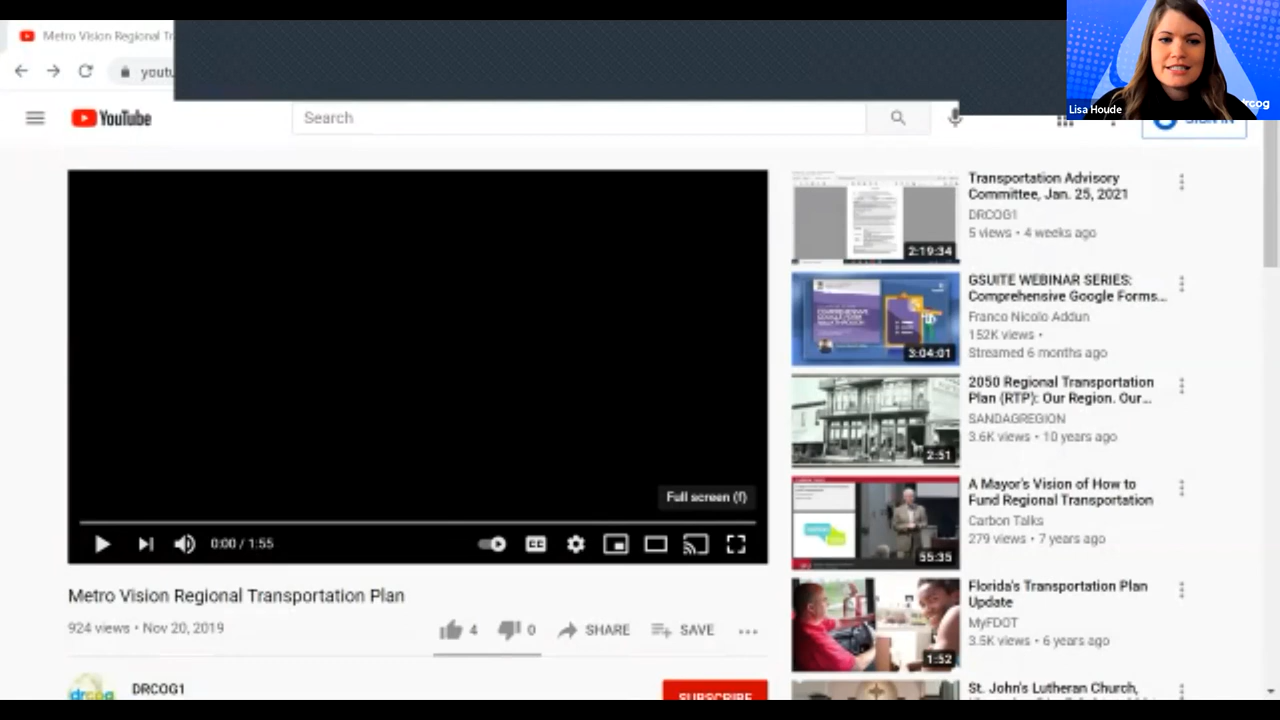 Metro Vision Regional Tr
Lisa Houde
drcog
youtu
YouTube
Search
SIGN IN
Full screen (f)
0:00 / 1:55
CC
Metro Vision Regional Transportation Plan
924 views • Nov 20, 2019
4
0
SHARE
SAVE
drcog
DRCOG1
SUBSCRIBE
Transportation Advisory
Committee, Jan. 25, 2021
DRCOG1
5 views • 4 weeks ago
2:19:34
GSUITE WEBINAR SERIES:
Comprehensive Google Forms...
Franco Nicolo Addun
152K views •
Streamed 6 months ago
3:04:01
2050 Regional Transportation
Plan (RTP): Our Region. Our...
SANDAGREGION
3.6K views • 10 years ago
2:51
A Mayor's Vision of How to
Fund Regional Transportation
Carbon Talks
279 views • 7 years ago
55:35
Florida's Transportation Plan
Update
MyFDOT
3.5K views • 6 years ago
1:52
St. John's Lutheran Church,